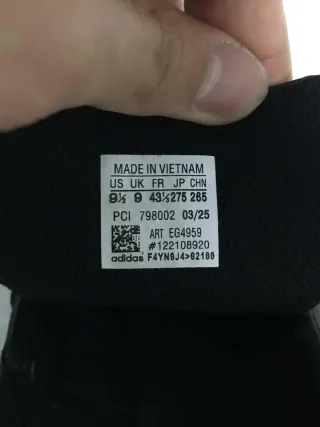 MADE IN VIETNAM
US UK FR JP CHN
9½ 9 43⅓ 275 265
PCI 798002 03/25
ART EG4959
#122108920
adidas F4YN0J4>02100